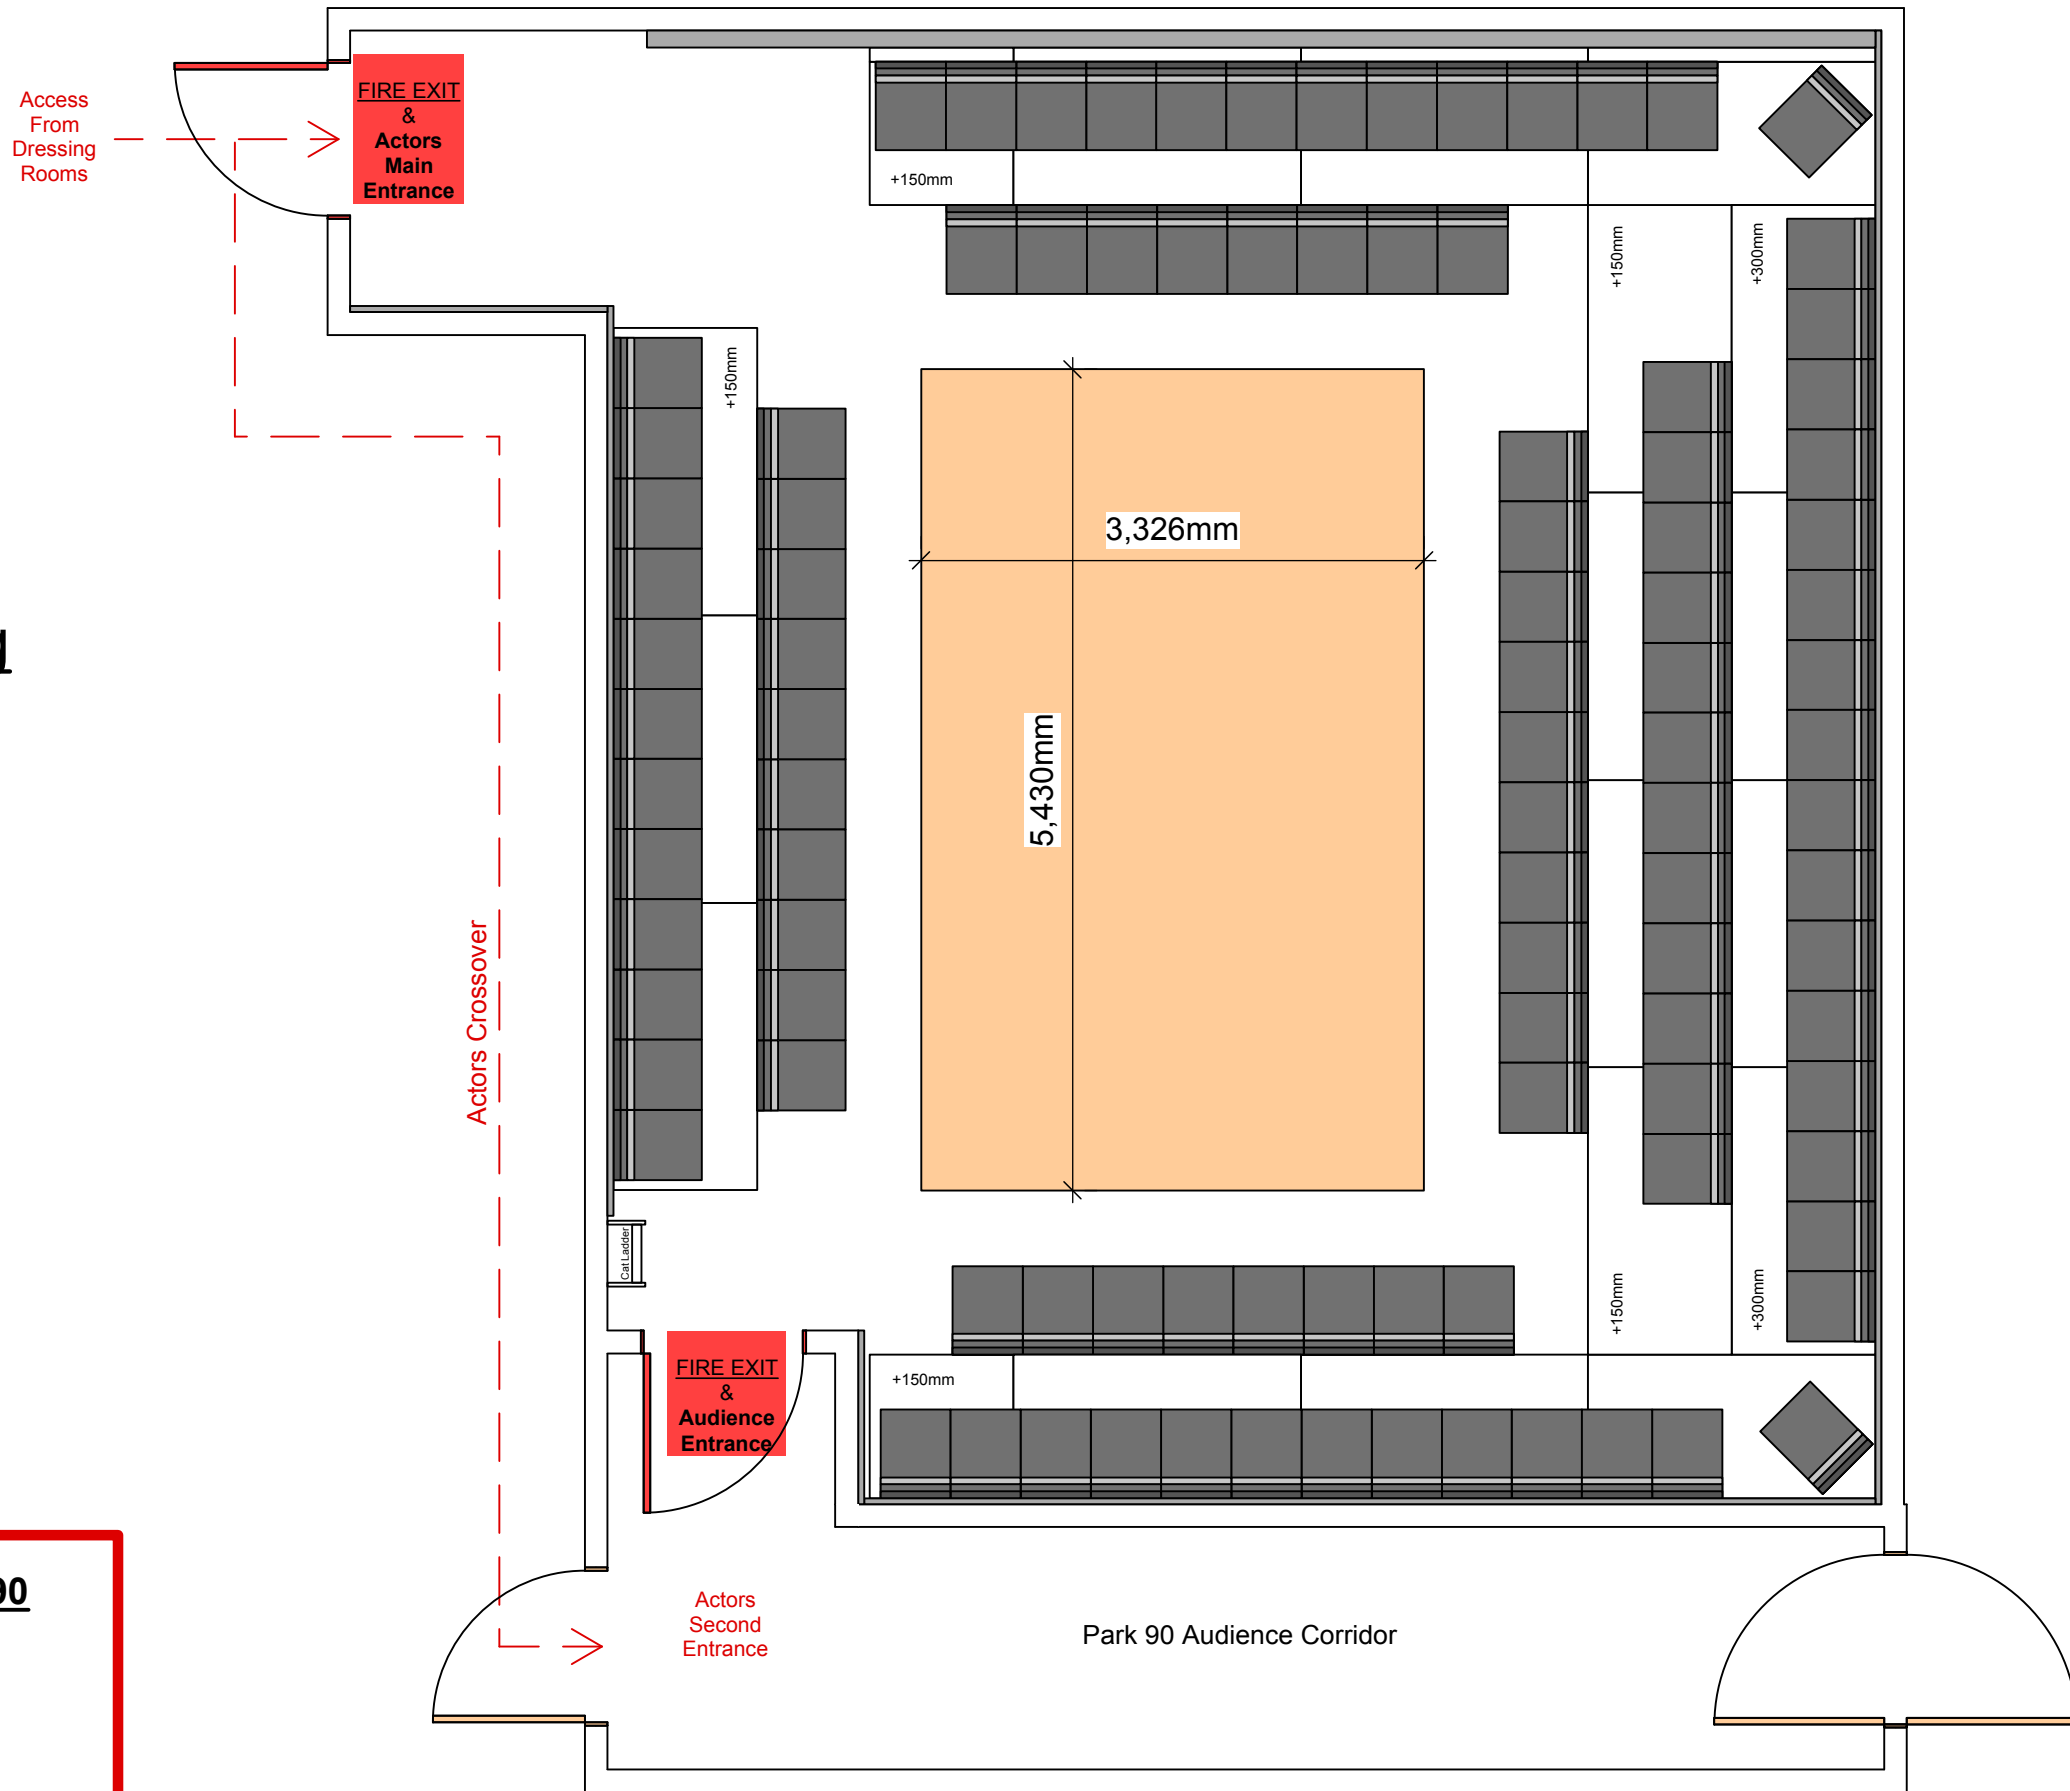 Access
From
Dressing
Rooms
FIRE EXIT
&
Actors
Main
Entrance
+150mm
+150mm
+300mm
+150mm
3,326mm
5,430mm
Actors Crossover
Cat Ladder
+150mm
+300mm
FIRE EXIT
&
Audience
Entrance
+150mm
90
Actors
Second
Entrance
Park 90 Audience Corridor